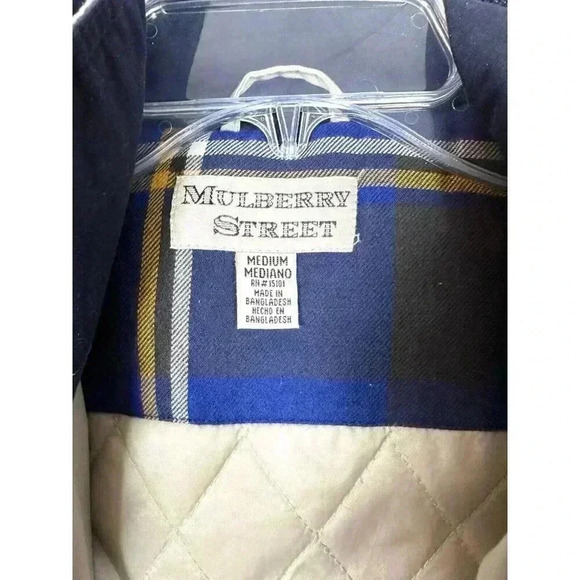 MULBERRY
STREET
MEDIUM
MEDIANO
RN# 15101
MADE IN
BANGLADESH
HECHO EN
BANGLADESH